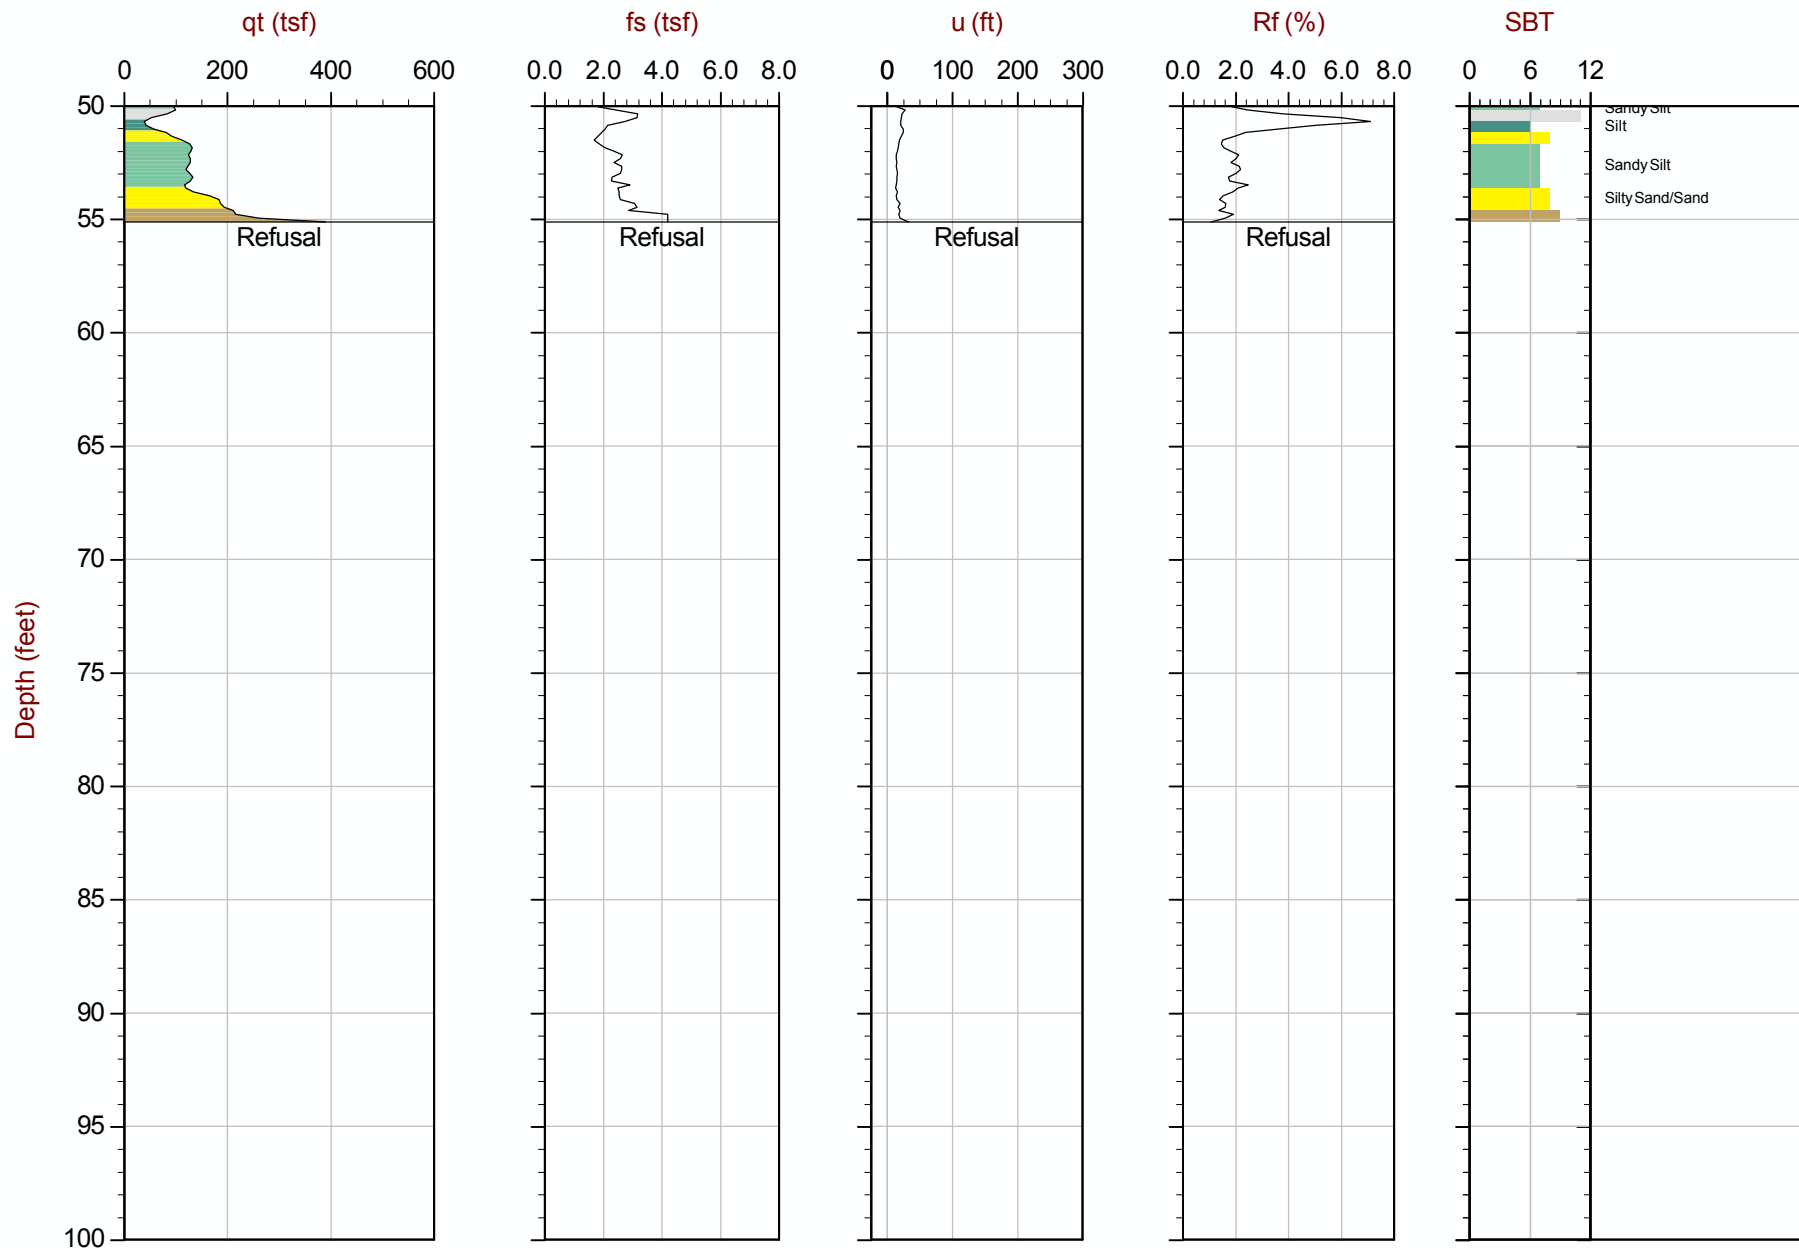 qt (tsf) fs (tsf) u (ft) Rf (%) SBT
0 200 400 600 0.0 2.0 4.0 6.0 8.0 0 100 200 300 0.0 2.0 4.0 6.0 8.0 0 6 12
50
Sandy Silt
Silt
Sandy Silt
Silty Sand/Sand
55
Refusal Refusal Refusal Refusal
60
65
70
Depth (feet)
75
80
85
90
95
100